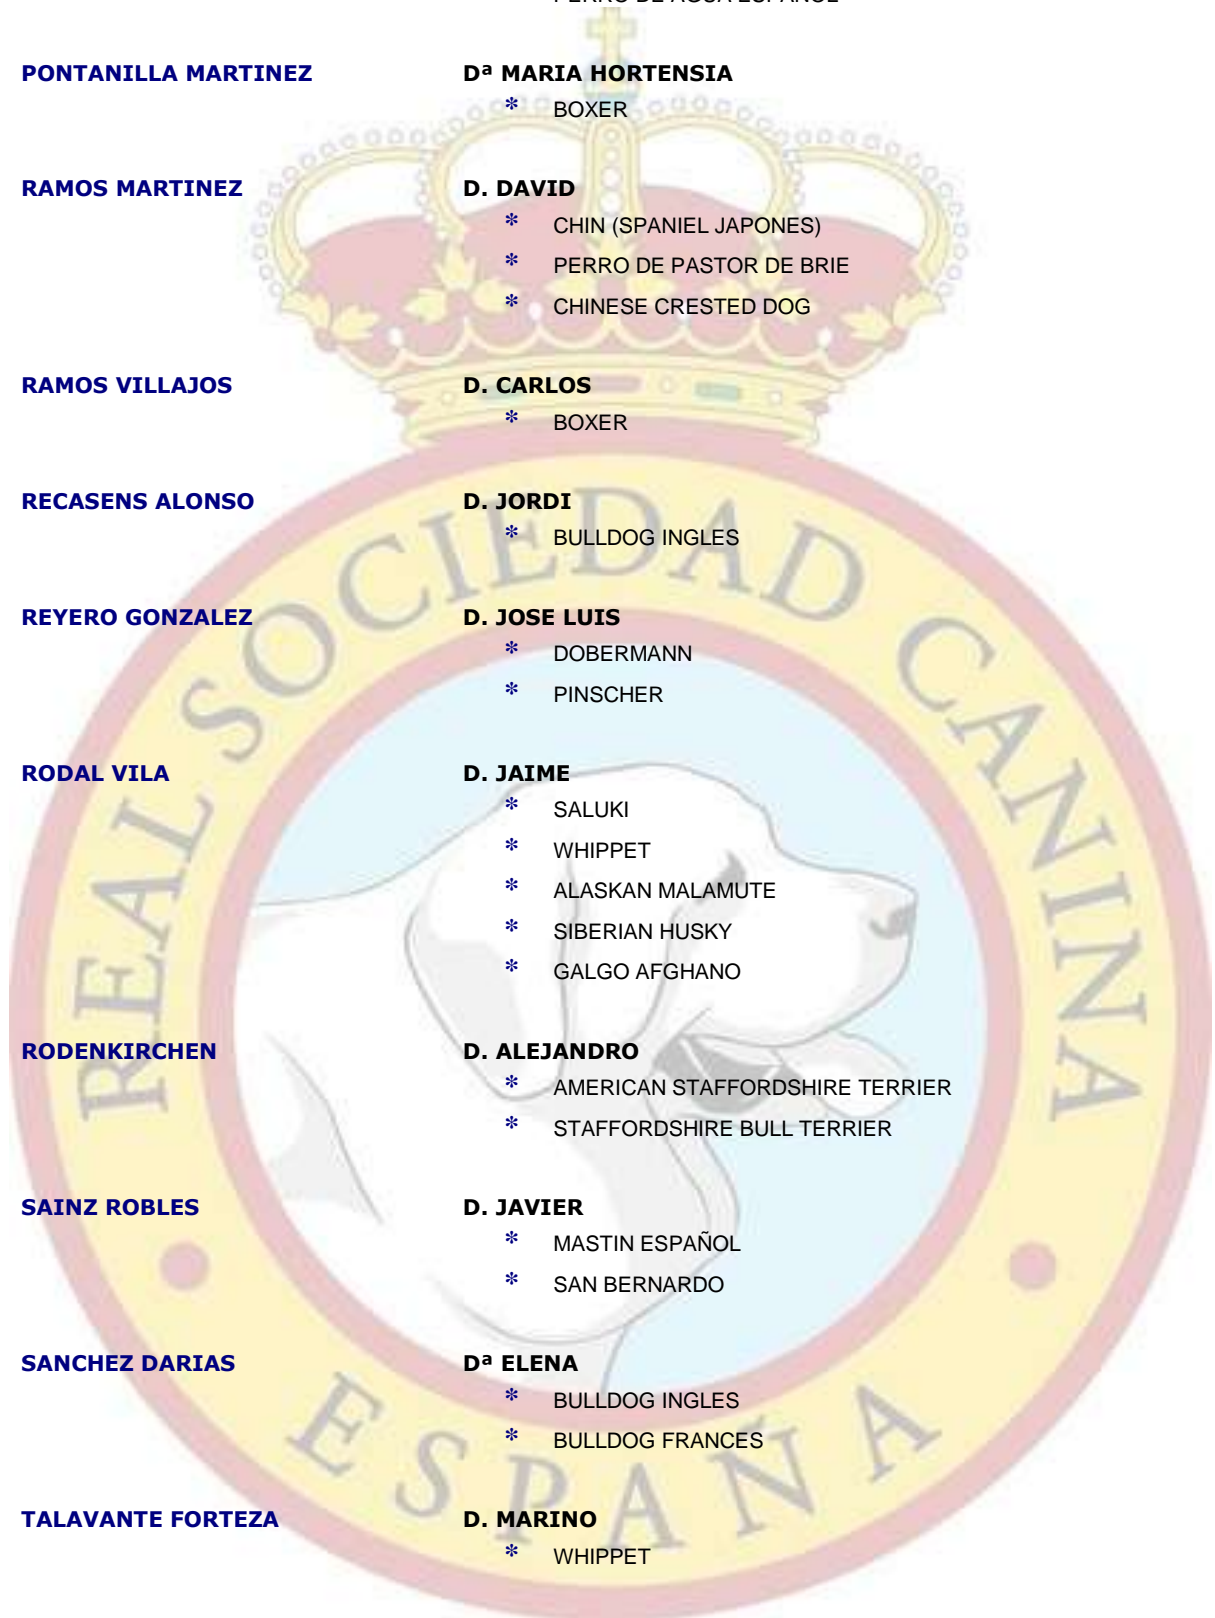 PERRO DE AGUA ESPAÑOL
PONTANILLA MARTINEZ Dª MARIA HORTENSIA
* BOXER
RAMOS MARTINEZ D. DAVID
* CHIN (SPANIEL JAPONES)
* PERRO DE PASTOR DE BRIE
* CHINESE CRESTED DOG
RAMOS VILLAJOS D. CARLOS
* BOXER
RECASENS ALONSO D. JORDI
* BULLDOG INGLES
REYERO GONZALEZ D. JOSE LUIS
* DOBERMANN
* PINSCHER
RODAL VILA D. JAIME
* SALUKI
* WHIPPET
* ALASKAN MALAMUTE
* SIBERIAN HUSKY
* GALGO AFGHANO
RODENKIRCHEN D. ALEJANDRO
* AMERICAN STAFFORDSHIRE TERRIER
* STAFFORDSHIRE BULL TERRIER
SAINZ ROBLES D. JAVIER
* MASTIN ESPAÑOL
* SAN BERNARDO
SANCHEZ DARIAS Dª ELENA
* BULLDOG INGLES
* BULLDOG FRANCES
TALAVANTE FORTEZA D. MARINO
* WHIPPET
REAL SOCIEDAD CANINA
ESPAÑA